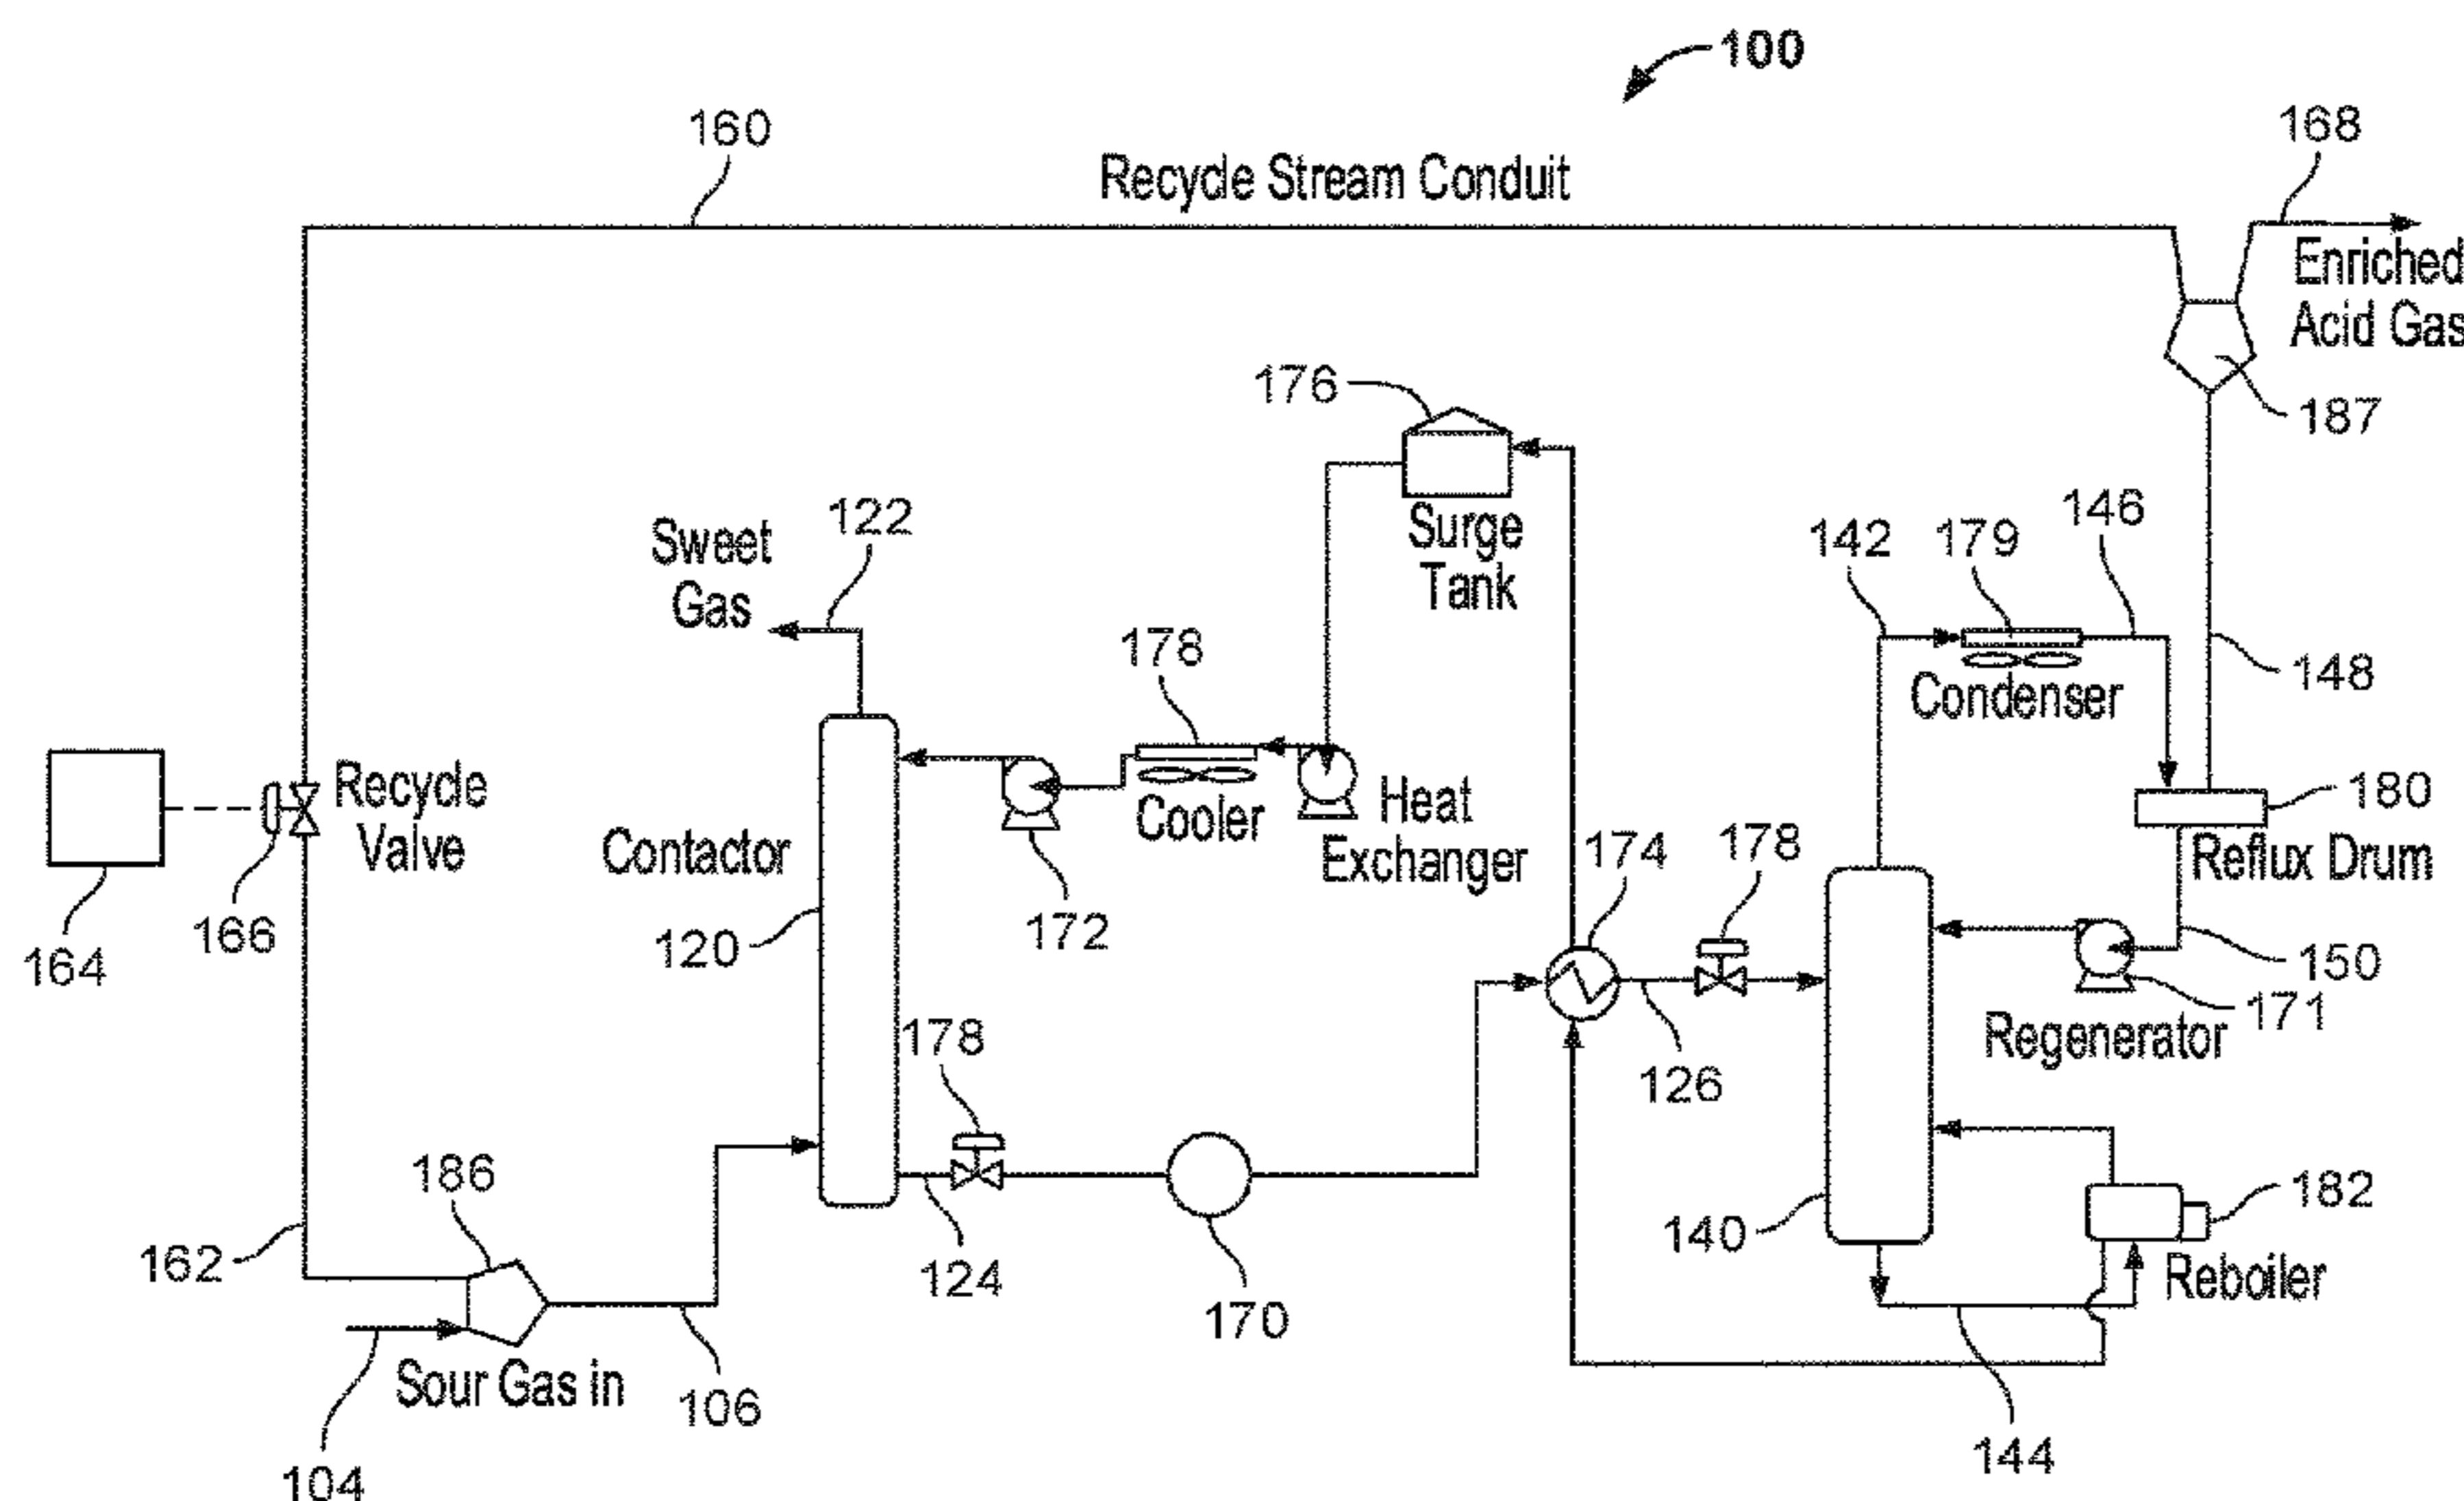 100
160
168
Recycle Stream Conduit
Enriched
Acid Gas
187
176
Surge
Tank
122
Sweet
Gas
142
179
146
Condenser
148
178
Cooler
Heat
Exchanger
180
Reflux Drum
Recycle
Valve
Contactor
120
172
174
178
164
166
150
171
Regenerator
126
178
182
Reboiler
140
186
162
124
170
144
Sour Gas in
106
104